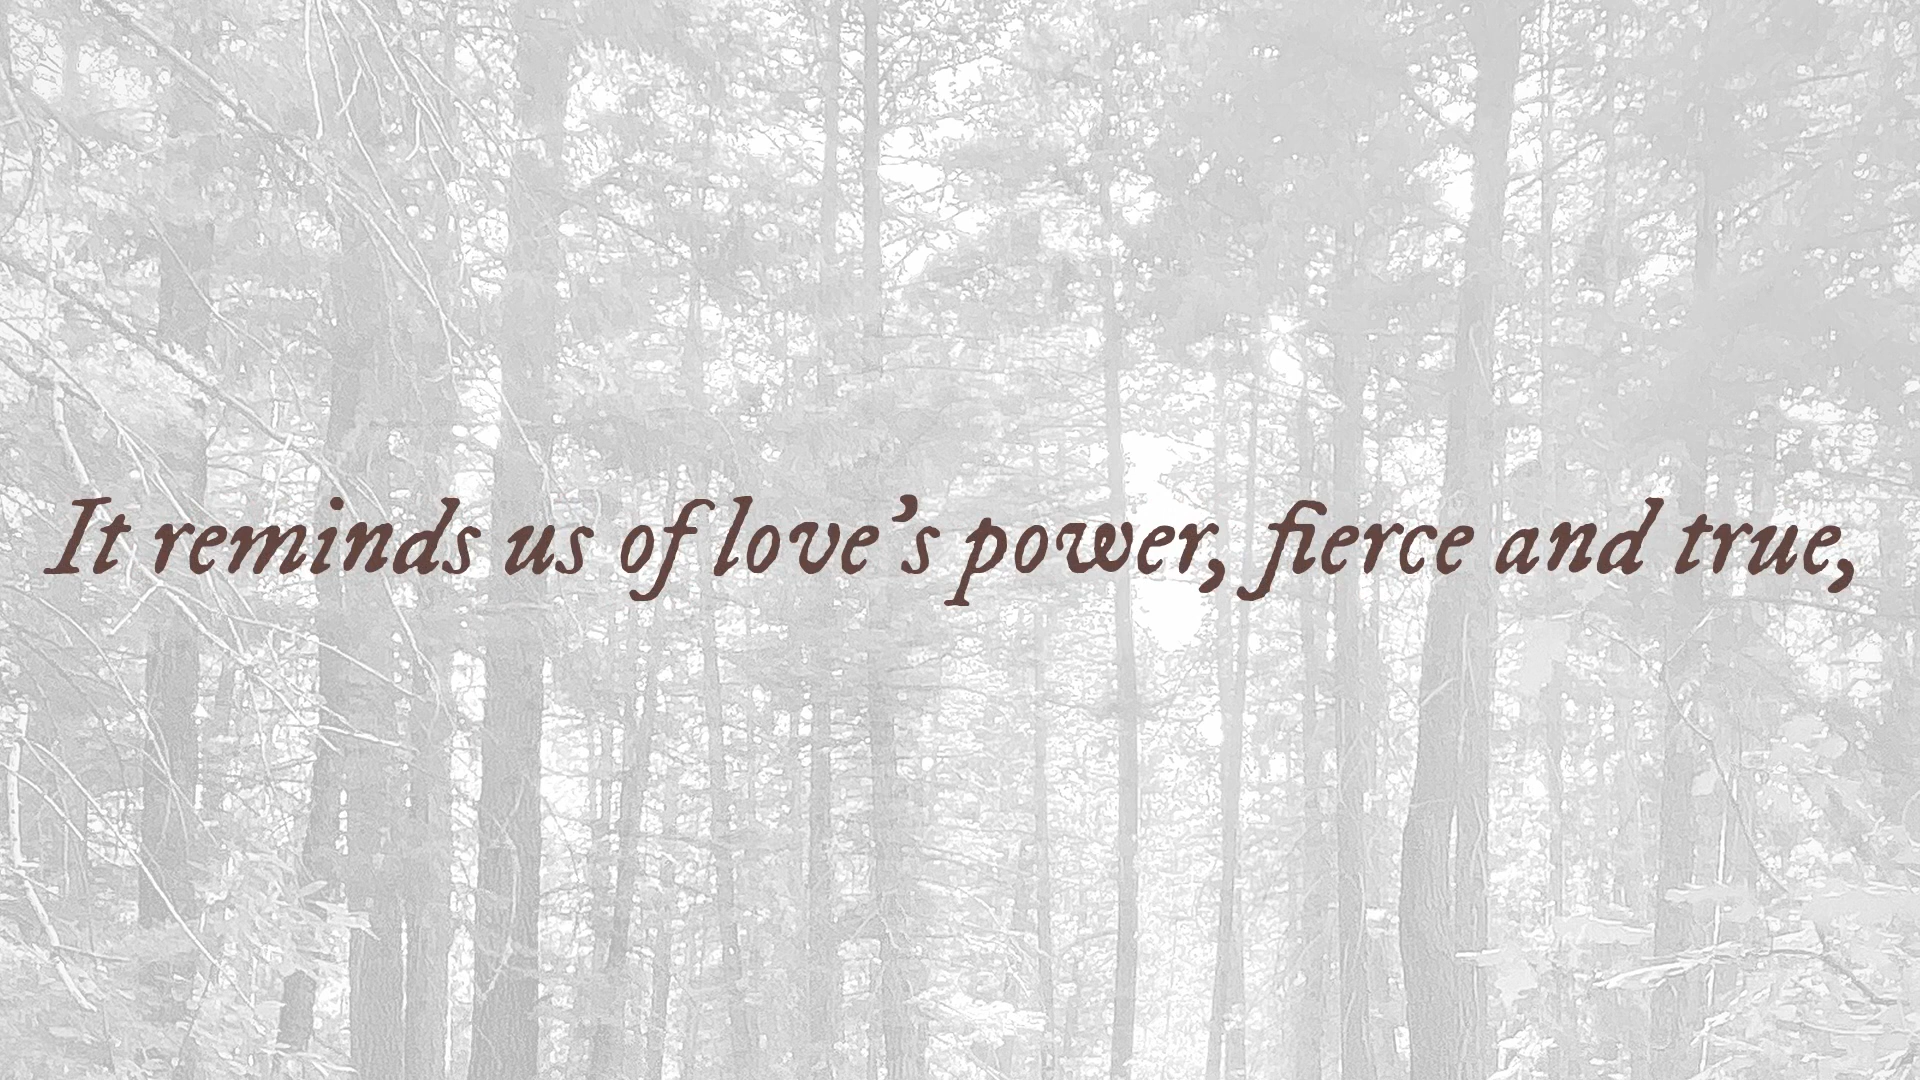 It reminds us of love’s power, fierce and true,